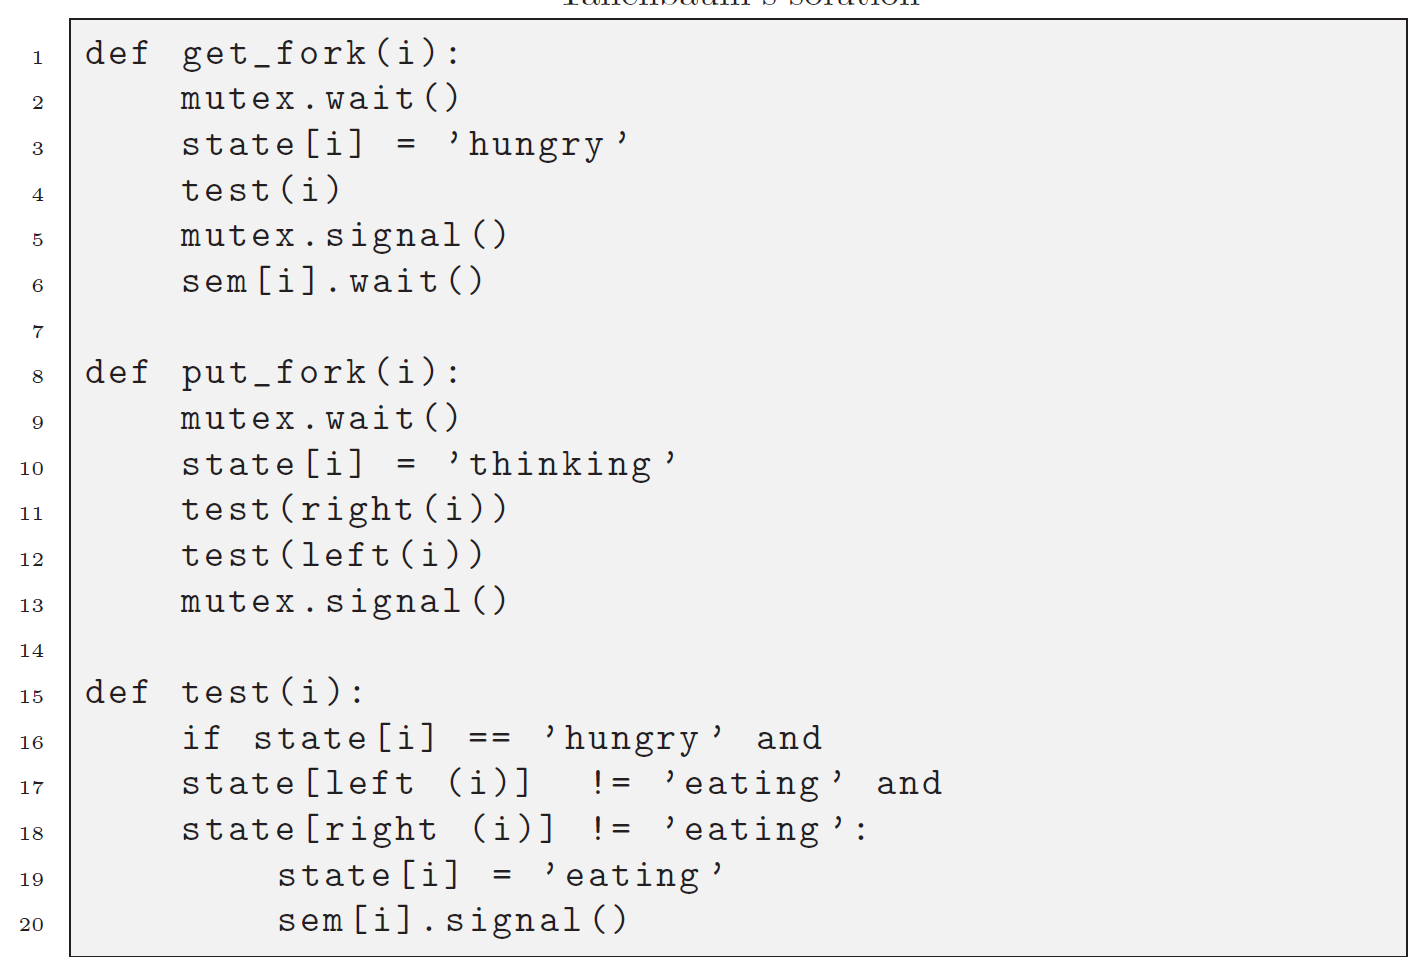 Tanenbaum's solution
1 def get_fork(i):
2 mutex.wait()
3 state[i] = 'hungry'
4 test(i)
5 mutex.signal()
6 sem[i].wait()
7
8 def put_fork(i):
9 mutex.wait()
10 state[i] = 'thinking'
11 test(right(i))
12 test(left(i))
13 mutex.signal()
14
15 def test(i):
16 if state[i] == 'hungry' and
17 state[left (i)] != 'eating' and
18 state[right (i)] != 'eating':
19 state[i] = 'eating'
20 sem[i].signal()